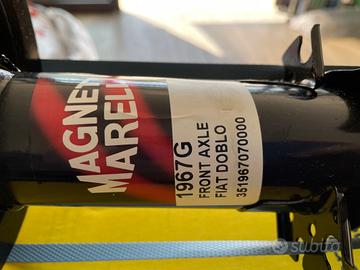 MAGNETI
MARELLI
1967G
FRONT AXLE
FIAT DOBLO
351967070000
subito